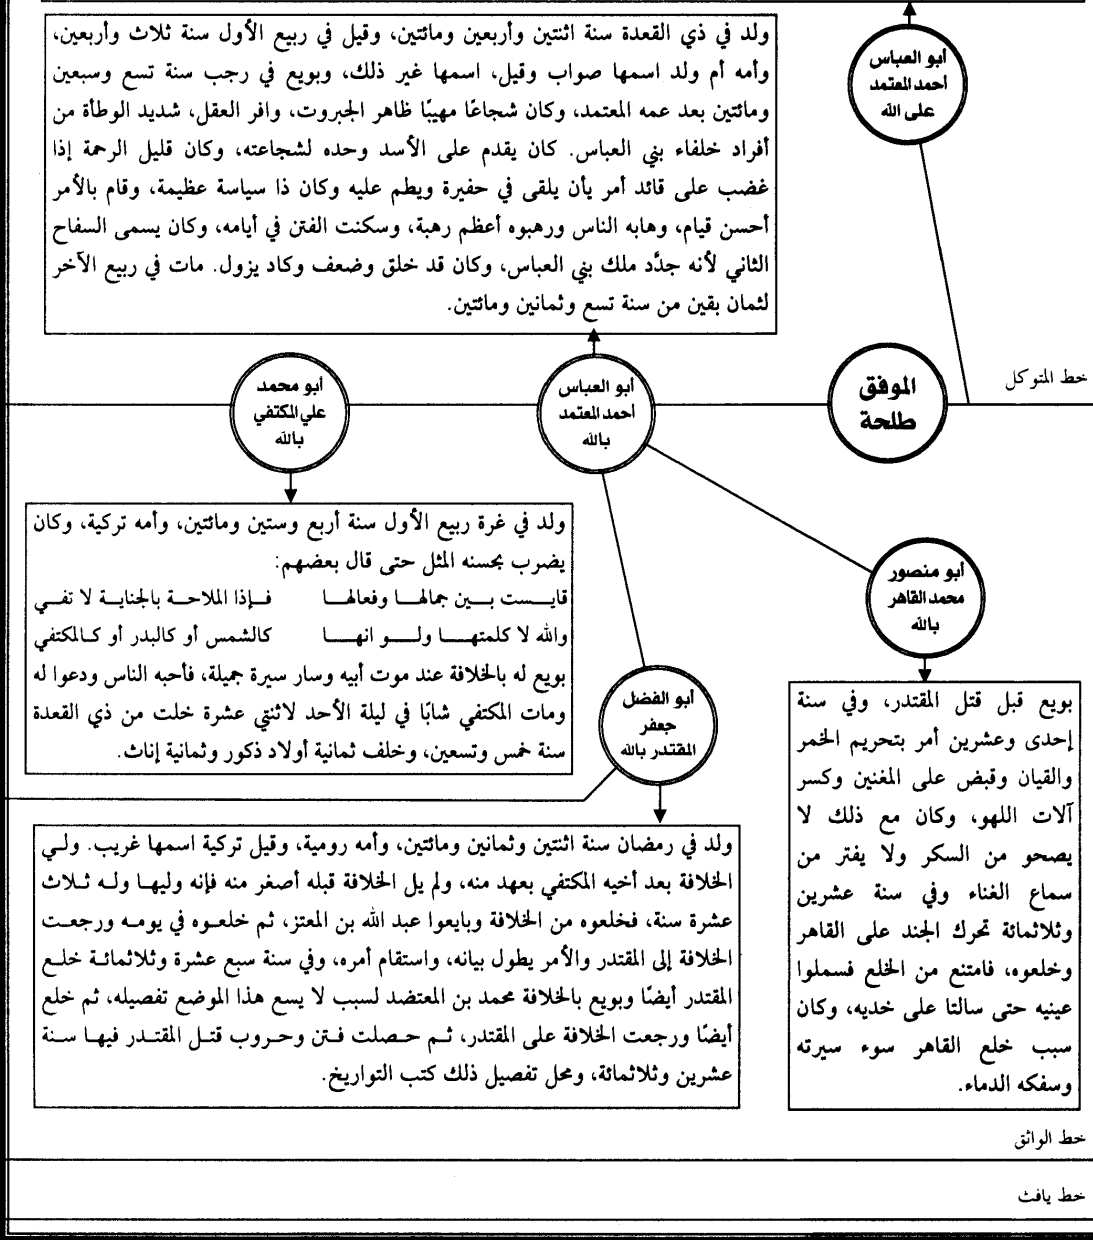 ولد في ذي القعدة سنة اثنتين وأربعين ومائتين، وقيل في ربيع الأول سنة ثلاث وأربعين،
وأمه أم ولد اسمها صواب وقيل، اسمها غير ذلك، وبويع في رجب سنة تسع وسبعين
ومائتين بعد عمه المعتمد، وكان شجاعًا مهيبًا ظاهر الجبروت، وافر العقل، شديد الوطأة من
أفراد خلفاء بني العباس. كان يقدم على الأسد وحده لشجاعته، وكان قليل الرحمة إذا
غضب على قائد أمر يأن يلقى في حفيرة ويطم عليه وكان ذا سياسة عظيمة، وقام بالأمر
أحسن قيام، وهابه الناس ورهبوه أعظم رهبة، وسكنت الفتن في أيامه، وكان يسمى السفاح
الثاني لأنه جدَّد ملك بني العباس، وكان قد خلق وضعف وكاد يزول. مات في ربيع الآخر
لثمان بقين من سنة تسع وثمانين ومائتين.
أبو العباس
أحمد المعتمد
على الله
خط المتوكل
الموفق
طلحة
أبو العباس
أحمد المعتمد
بالله
أبو محمد
علي المكتفي
بالله
ولد في غرة ربيع الأول سنة أربع وستين ومائتين، وأمه تركية، وكان
يضرب بحسنه المثل حتى قال بعضهم:
قايست بين جمالها وفعالها فإذا الملاحة بالجناية لا تفي
والله لا كلمتها ولو انها كالشمس أو كالبدر أو كالمكتفي
بويع له بالخلافة عند موت أبيه وسار سيرة جميلة، فأحبه الناس ودعوا له
ومات المكتفي شابًا في ليلة الأحد لاثنتي عشرة خلت من ذي القعدة
سنة خمس وتسعين، وخلف ثمانية أولاد ذكور وثمانية إناث.
أبو منصور
محمد القاهر
بالله
بويع قبل قتل المقتدر، وفي سنة
إحدى وعشرين أمر بتحريم الخمر
والقيان وقبض على المغنين وكسر
آلات اللهو، وكان مع ذلك لا
يصحو من السكر ولا يفتر من
سماع الغناء وفي سنة عشرين
وثلاثمائة تحرك الجند على القاهر
وخلعوه، فامتنع من الخلع فسملوا
عينيه حتى سالتا على خديه، وكان
سبب خلع القاهر سوء سيرته
وسفكه الدماء.
أبو الفضل
جعفر
المقتدر بالله
ولد في رمضان سنة اثنتين وثمانين ومائتين، وأمه رومية، وقيل تركية اسمها غريب. ولي
الخلافة بعد أخيه المكتفي بعهد منه، ولم يل الخلافة قبله أصغر منه فإنه وليها وله ثلاث
عشرة سنة، فخلعوه من الخلافة وبايعوا عبد الله بن المعتز، ثم خلعوه في يومه ورجعت
الخلافة إلى المقتدر والأمر يطول بيانه، واستقام أمره، وفي سنة سبع عشرة وثلاثمائة خلع
المقتدر أيضًا وبويع بالخلافة محمد بن المعتضد لسبب لا يسع هذا الموضع تفصيله، ثم خلع
أيضًا ورجعت الخلافة على المقتدر، ثم حصلت فتن وحروب قتل المقتدر فيها سنة
عشرين وثلاثمائة، ومحل تفصيل ذلك كتب التواريخ.
خط الواثق
خط يافث